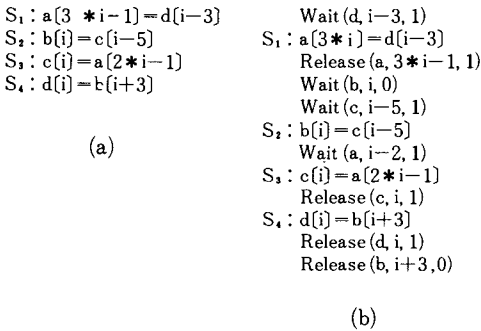 S₁: a[3 *i-1]=d[i-3]
S₂: b[i]=c[i-5]
S₃: c[i]=a[2*i-1]
S₄: d[i]=b[i+3]
(a)
Wait(d, i-3, 1)
S₁: a[3*i]=d[i-3]
Release(a, 3*i-1, 1)
Wait(b, i, 0)
Wait(c, i-5, 1)
S₂: b[i]=c[i-5]
Wait(a, i-2, 1)
S₃: c[i]=a[2*i-1]
Release(c, i, 1)
S₄: d[i]=b[i+3]
Release(d, i, 1)
Release(b, i+3,0)
(b)